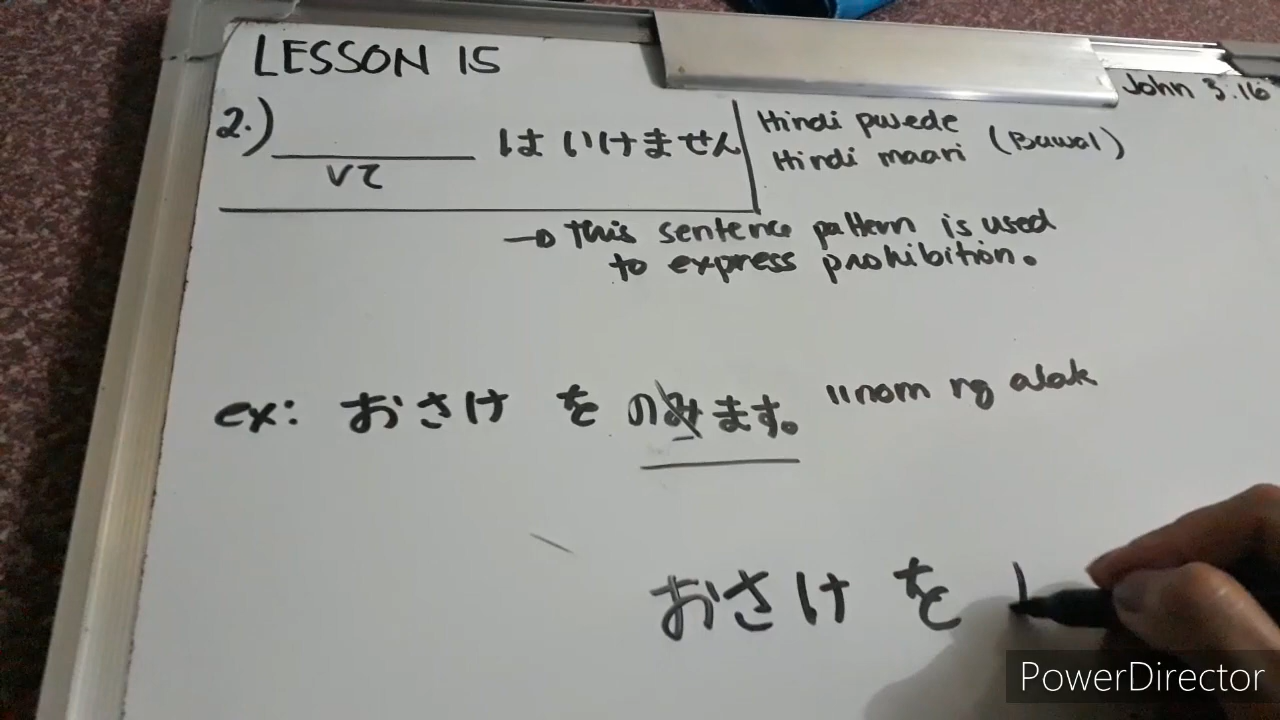 LESSON 15
John 3:16
2.) ______ は いけません
Vて
Hindi pwede
Hindi maari (Bawal)
→ This sentence pattern is used
to express prohibition.
ex: おさけ を のみます。 iinom ng alak
おさけ を
PowerDirector